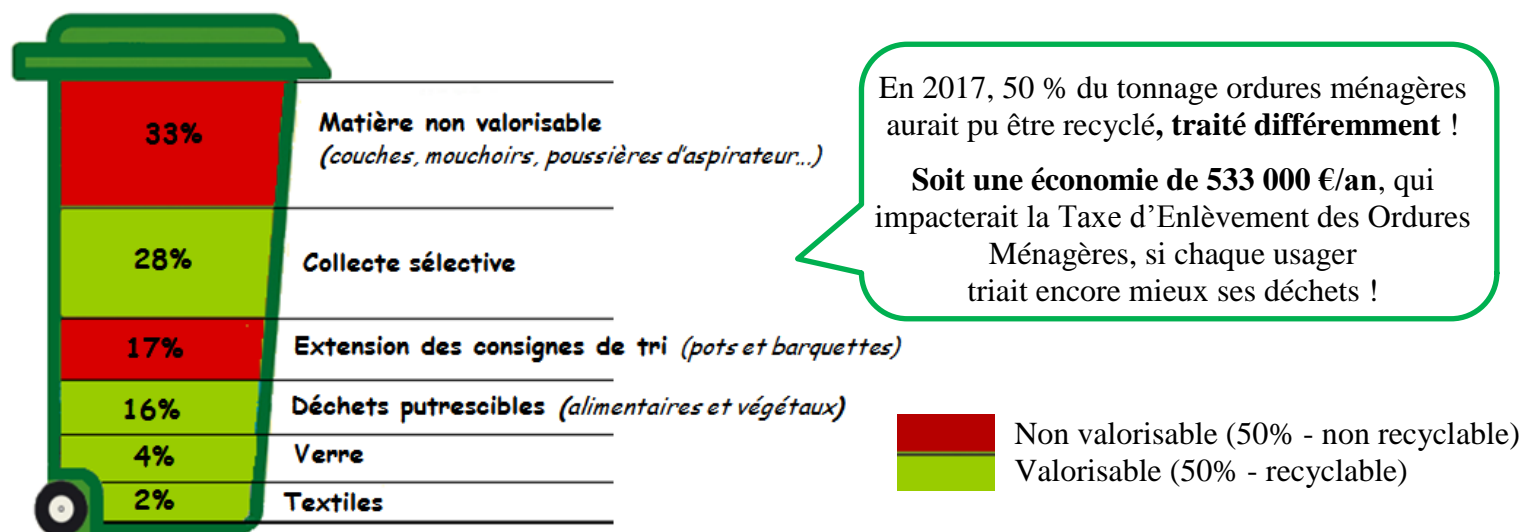 33%
Matière non valorisable
(couches, mouchoirs, poussières d'aspirateur...)
28%
Collecte sélective
17%
Extension des consignes de tri (pots et barquettes)
16%
Déchets putrescibles (alimentaires et végétaux)
4%
Verre
2%
Textiles
En 2017, 50 % du tonnage ordures ménagères
aurait pu être recyclé, traité différemment !
Soit une économie de 533 000 €/an, qui
impacterait la Taxe d'Enlèvement des Ordures
Ménagères, si chaque usager
triait encore mieux ses déchets !
Non valorisable (50% - non recyclable)
Valorisable (50% - recyclable)